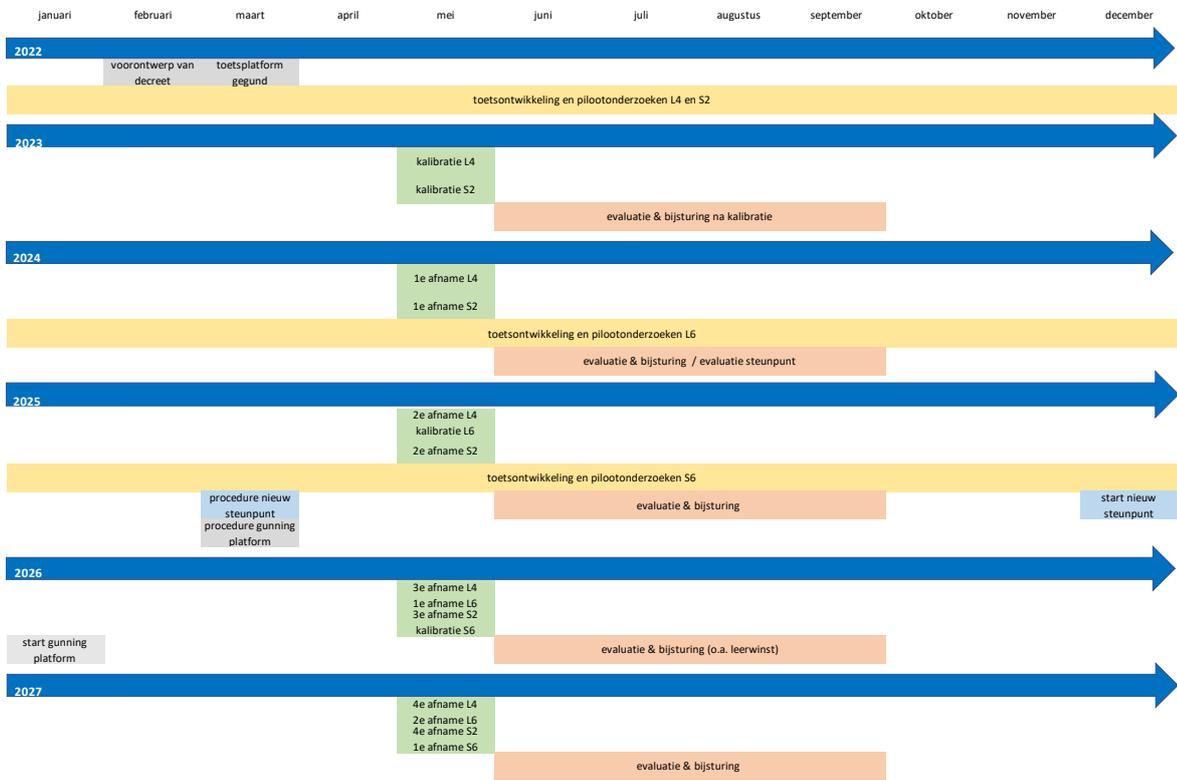 januari februari maart april mei juni juli augustus september oktober november december
2022
voorontwerp van toetsplatform
decreet gegund
toetsontwikkeling en pilootonderzoeken L4 en S2
2023
kalibratie L4
kalibratie S2
evaluatie & bijsturing na kalibratie
2024
1e afname L4
1e afname S2
toetsontwikkeling en pilootonderzoeken L6
evaluatie & bijsturing / evaluatie steunpunt
2025
2e afname L4
kalibratie L6
2e afname S2
toetsontwikkeling en pilootonderzoeken S6
procedure nieuw
steunpunt
evaluatie & bijsturing
start nieuw
steunpunt
procedure gunning
platform
2026
3e afname L4
1e afname L6
3e afname S2
kalibratie S6
start gunning
platform
evaluatie & bijsturing (o.a. leerwinst)
2027
4e afname L4
2e afname L6
4e afname S2
1e afname S6
evaluatie & bijsturing